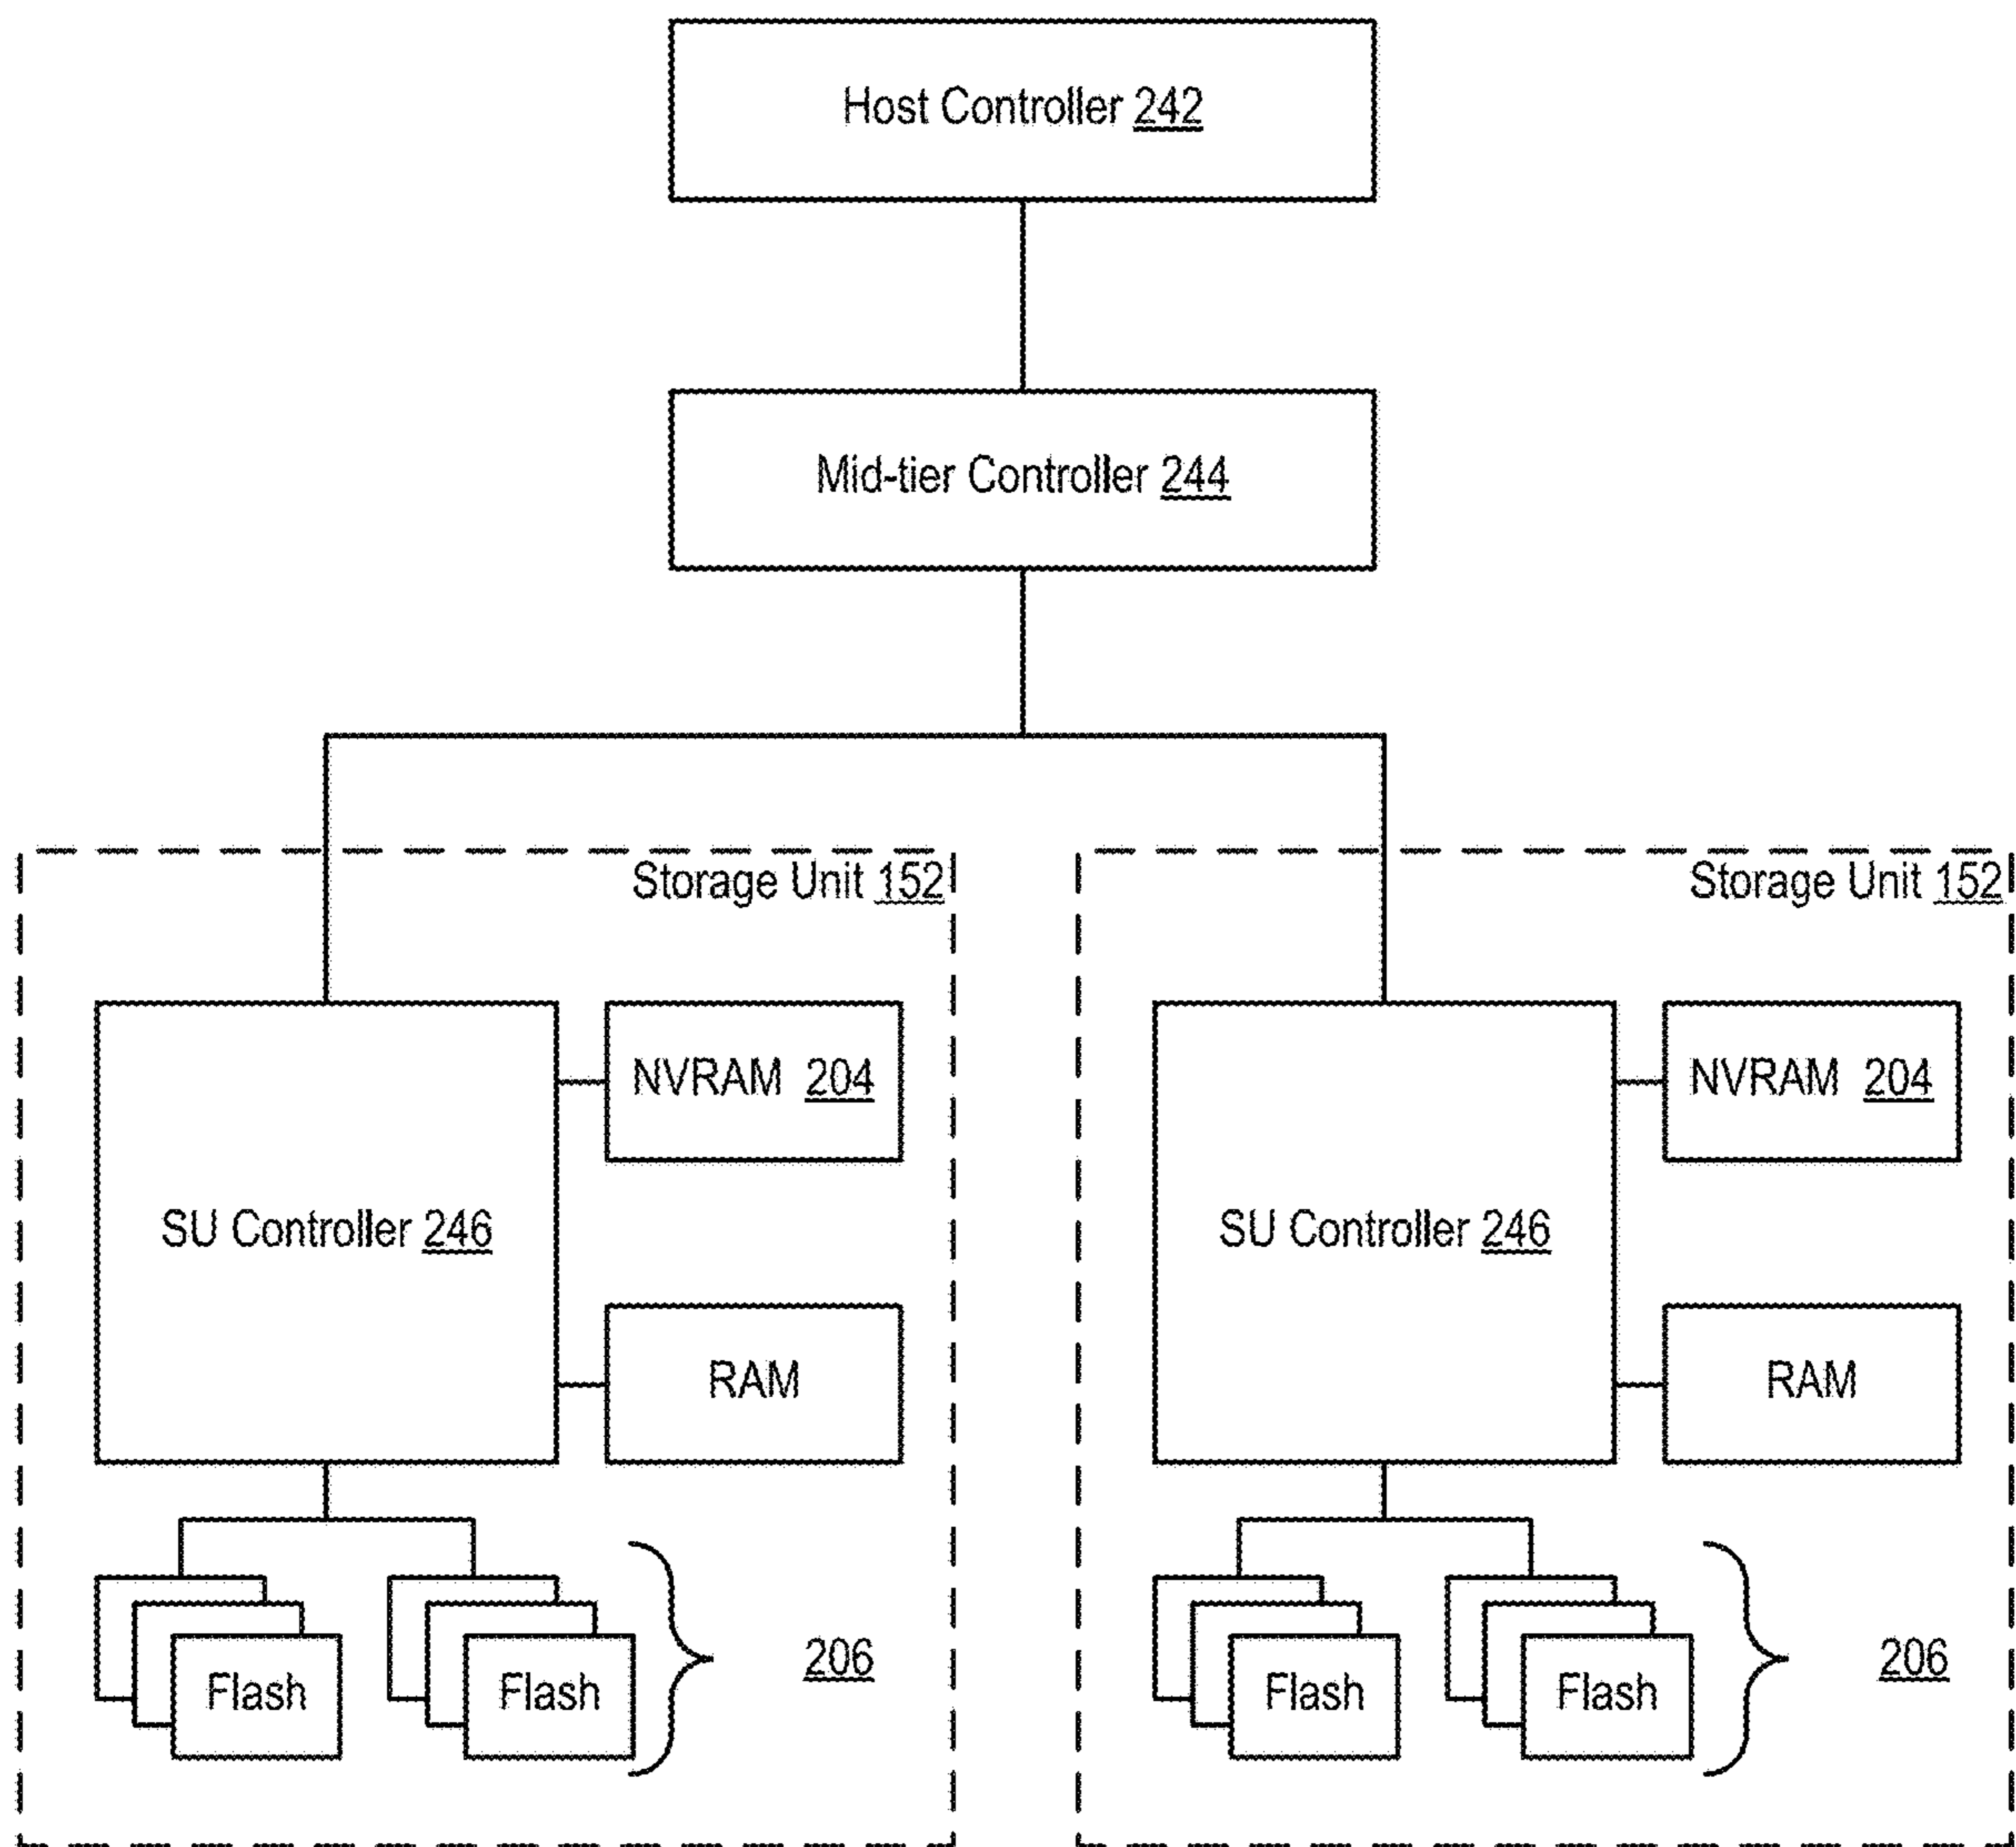 Host Controller 242
Mid-tier Controller 244
Storage Unit 152
Storage Unit 152
NVRAM 204
NVRAM 204
SU Controller 246
SU Controller 246
RAM
RAM
Flash
Flash
206
Flash
Flash
206